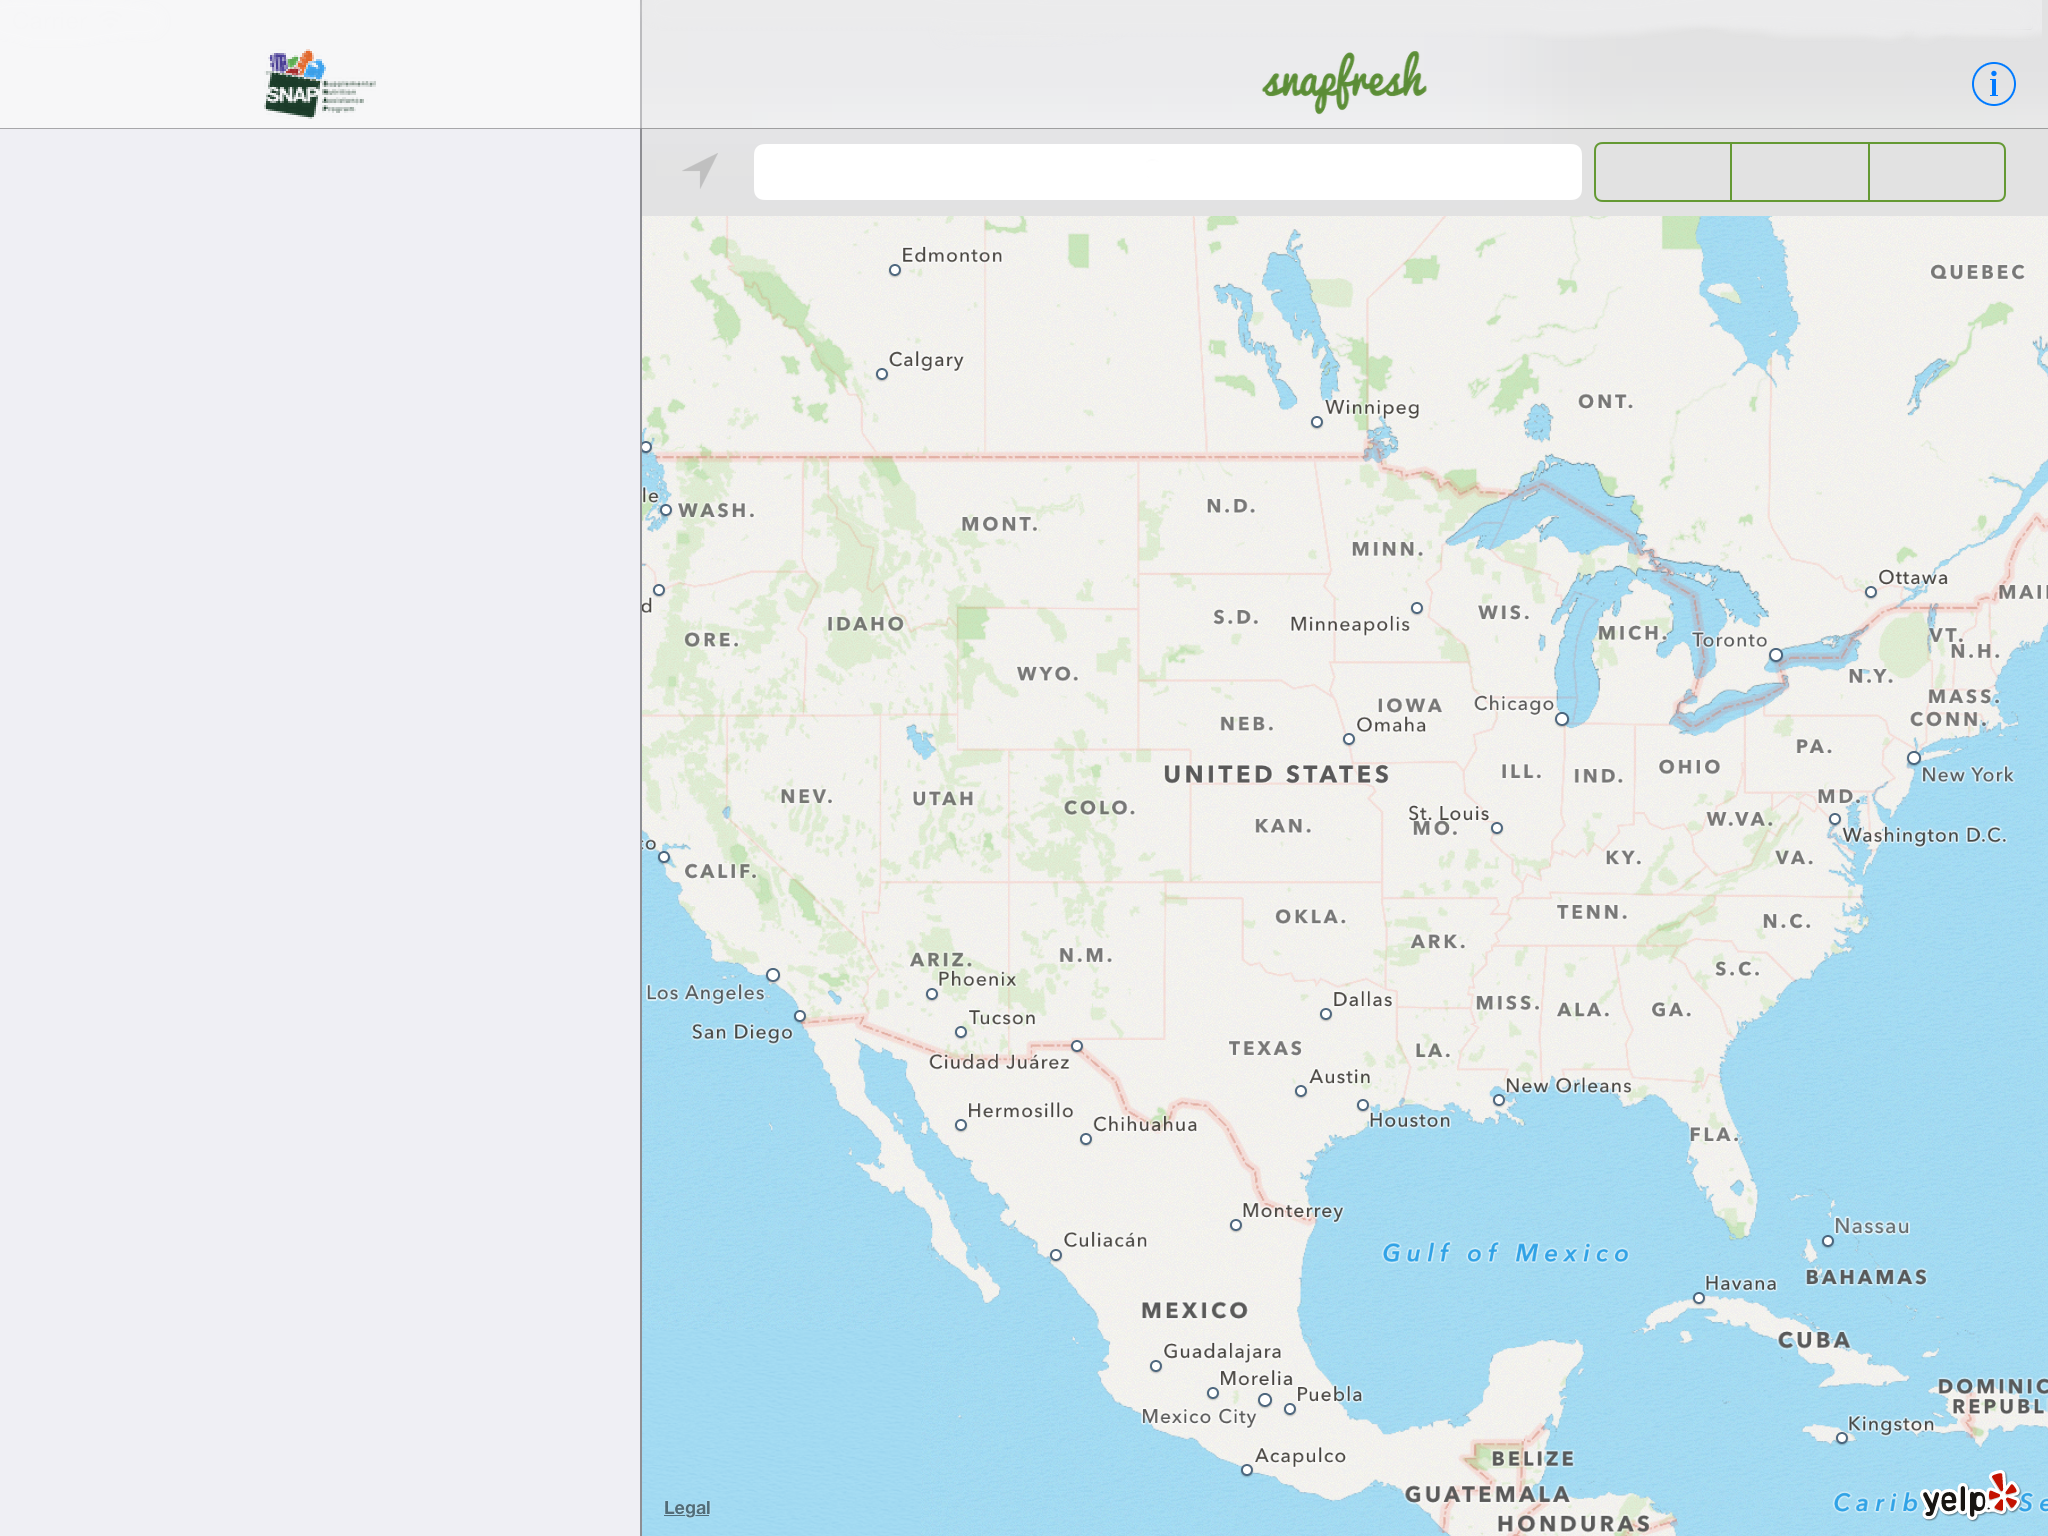 SNAP
Supplemental
Nutrition
Assistance
Program
snapfresh
i
Edmonton
QUEBEC
Calgary
ONT.
Winnipeg
le
WASH.
N.D.
MONT.
MINN.
Ottawa
MAI
d
IDAHO
S.D.
Minneapolis
WIS.
MICH.
Toronto
VT.
N.H.
ORE.
WYO.
N.Y.
MASS.
IOWA
Chicago
CONN.
NEB.
Omaha
PA.
UNITED STATES
ILL.
IND.
OHIO
New York
NEV.
UTAH
COLO.
MD.
St. Louis
KAN.
MO.
W.VA.
Washington D.C.
CALIF.
KY.
VA.
OKLA.
TENN.
N.C.
ARK.
ARIZ.
N.M.
S.C.
Phoenix
Los Angeles
Dallas
MISS.
ALA.
GA.
Tucson
San Diego
TEXAS
LA.
Ciudad Juárez
Austin
New Orleans
Hermosillo
Chihuahua
Houston
FLA.
Monterrey
Nassau
Culiacán
Gulf of Mexico
BAHAMAS
Havana
MEXICO
CUBA
Guadalajara
Morelia
DOMINIC
Puebla
REPUBL
Mexico City
Kingston
Acapulco
BELIZE
GUATEMALA
Legal
Carib
yelp
Se
HONDURAS